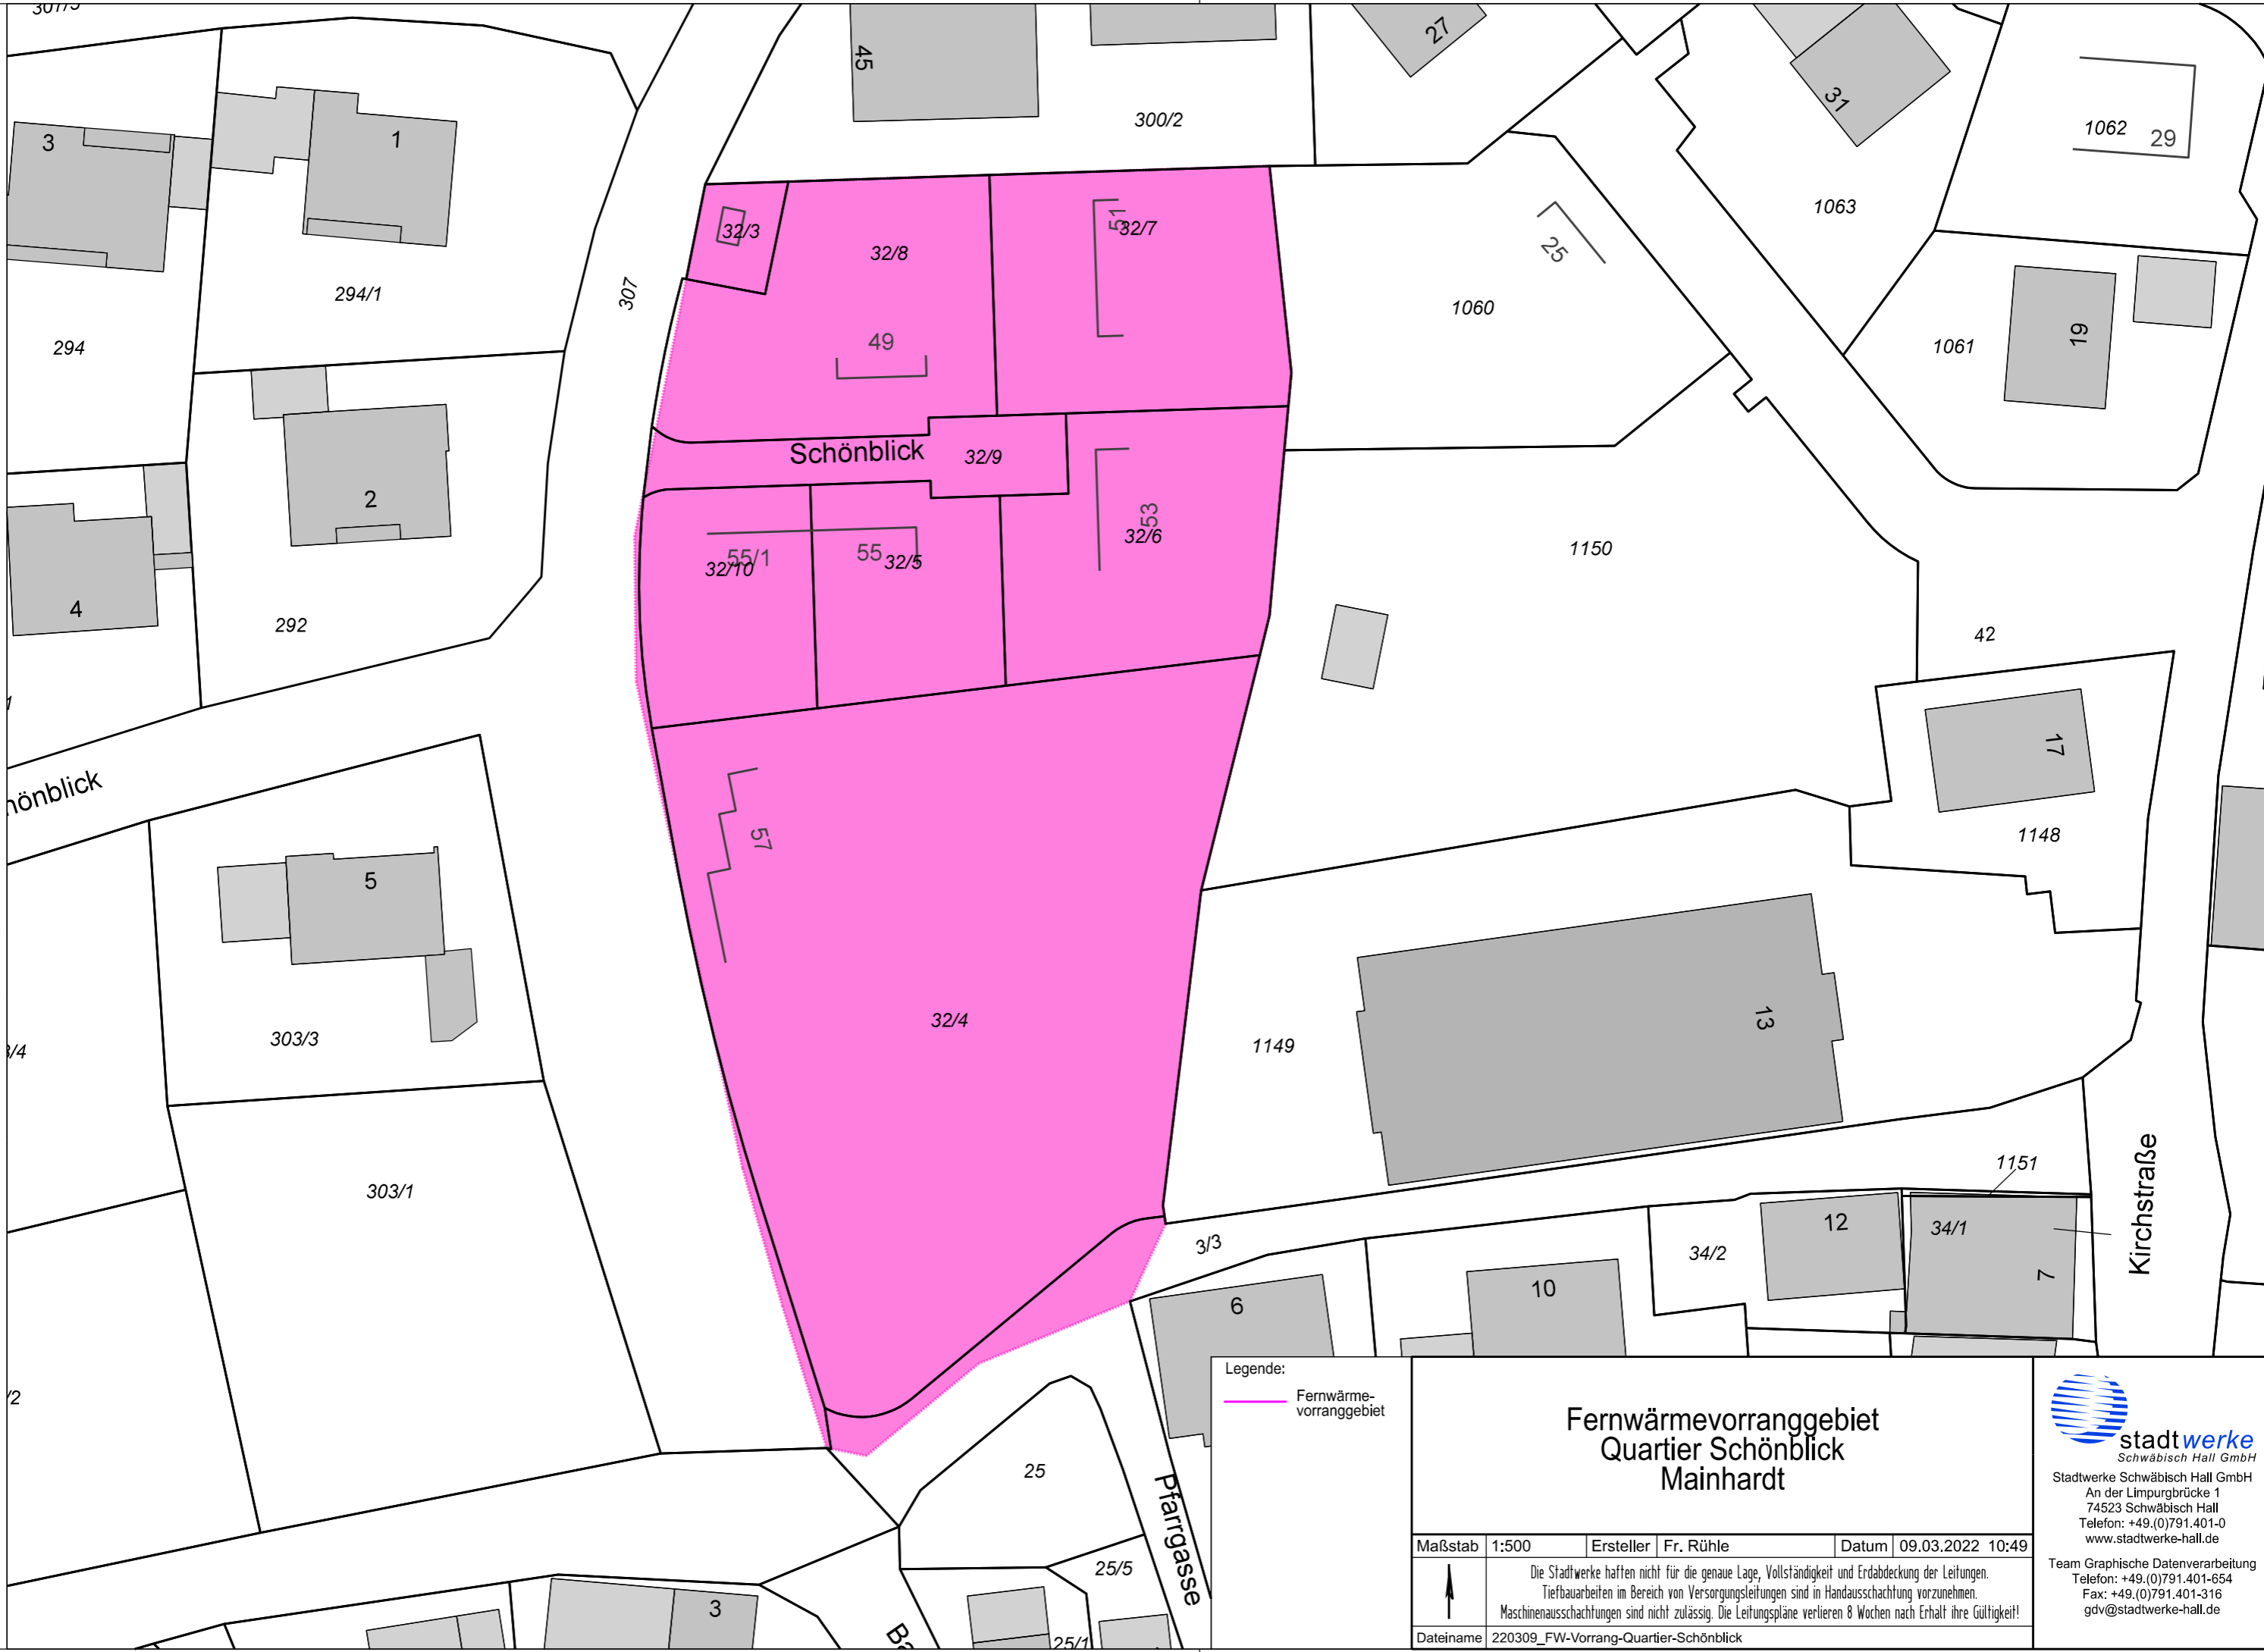 307/5
45
27
31
1062
29
3
1
300/2
1063
32/3
32/8
51
32/7
25
294/1
307
1060
294
49
1061
19
Schönblick
32/9
2
53
32/6
55/1
32/10
55
32/5
1150
4
292
42
17
57
1148
5
32/4
13
303/3
1149
3/4
303/1
1151
Kirchstraße
3/3
34/2
12
34/1
7
6
10
/2
25
Pfarrgasse
25/5
3
25/1
Legende:
Fernwärme-
vorranggebiet
Fernwärmevorranggebiet
Quartier Schönblick
Mainhardt
Maßstab 1:500 Ersteller Fr. Rühle Datum 09.03.2022 10:49
Die Stadtwerke haften nicht für die genaue Lage, Vollständigkeit und Erdabdeckung der Leitungen.
Tiefbauarbeiten im Bereich von Versorgungsleitungen sind in Handausschachtung vorzunehmen.
Maschinenausschachtungen sind nicht zulässig. Die Leitungspläne verlieren 8 Wochen nach Erhalt ihre Gültigkeit!
Dateiname 220309_FW-Vorrang-Quartier-Schönblick
stadtwerke
Schwäbisch Hall GmbH
Stadtwerke Schwäbisch Hall GmbH
An der Limpurgbrücke 1
74523 Schwäbisch Hall
Telefon: +49.(0)791.401-0
www.stadtwerke-hall.de
Team Graphische Datenverarbeitung
Telefon: +49.(0)791.401-654
Fax: +49.(0)791.401-316
gdv@stadtwerke-hall.de